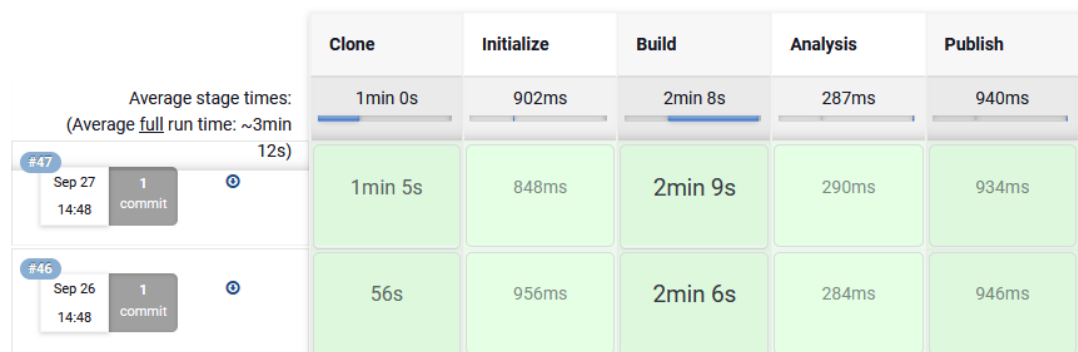 Clone Initialize Build Analysis Publish
Average stage times: 1min 0s 902ms 2min 8s 287ms 940ms
(Average full run time: ~3min
12s)
#47
Sep 27 1 1min 5s 848ms 2min 9s 290ms 934ms
14:48 commit
#46
Sep 26 1 56s 956ms 2min 6s 284ms 946ms
14:48 commit